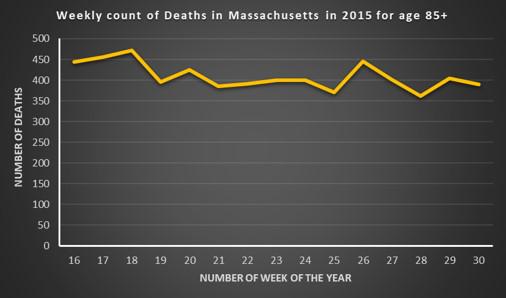 Weekly count of Deaths in Massachusetts in 2015 for age 85+
500
450
400
350
300
250
200
150
100
50
0
NUMBER OF DEATHS
16 17 18 19 20 21 22 23 24 25 26 27 28 29 30
NUMBER OF WEEK OF THE YEAR